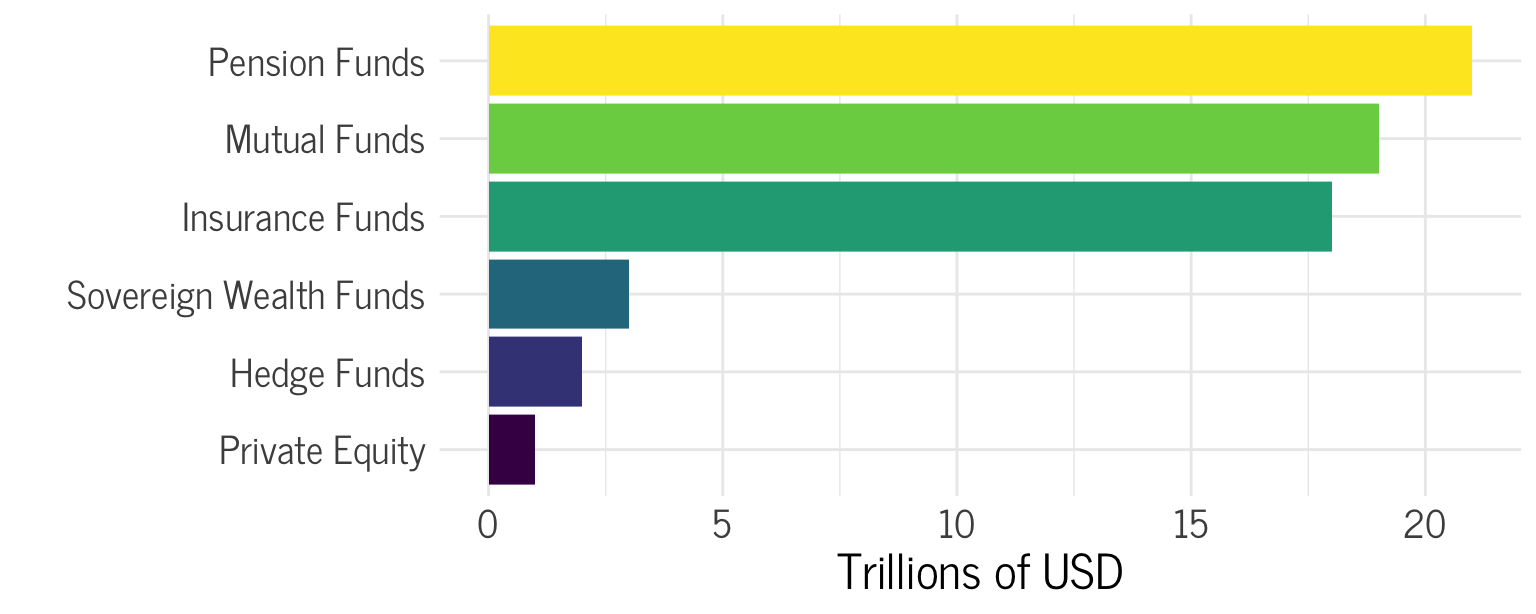 Pension Funds
Mutual Funds
Insurance Funds
Sovereign Wealth Funds
Hedge Funds
Private Equity
0 5 10 15 20
Trillions of USD